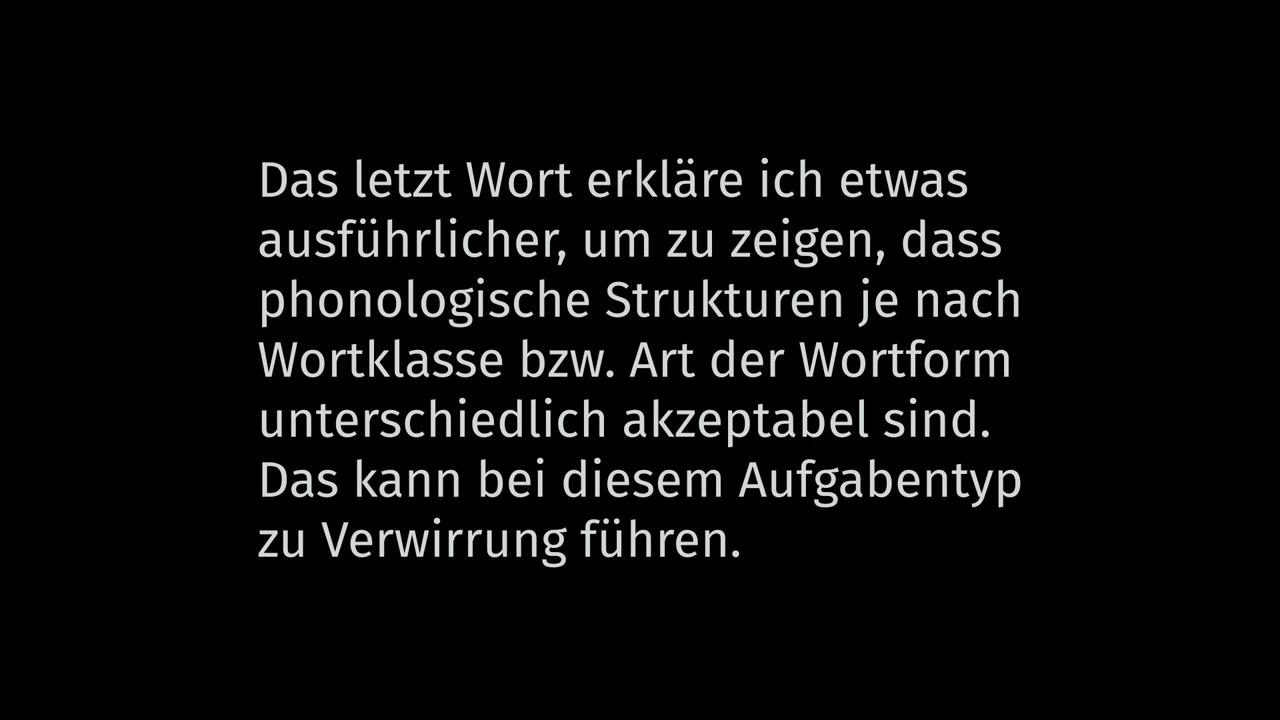 Das letzt Wort erkläre ich etwas
ausführlicher, um zu zeigen, dass
phonologische Strukturen je nach
Wortklasse bzw. Art der Wortform
unterschiedlich akzeptabel sind.
Das kann bei diesem Aufgabentyp
zu Verwirrung führen.